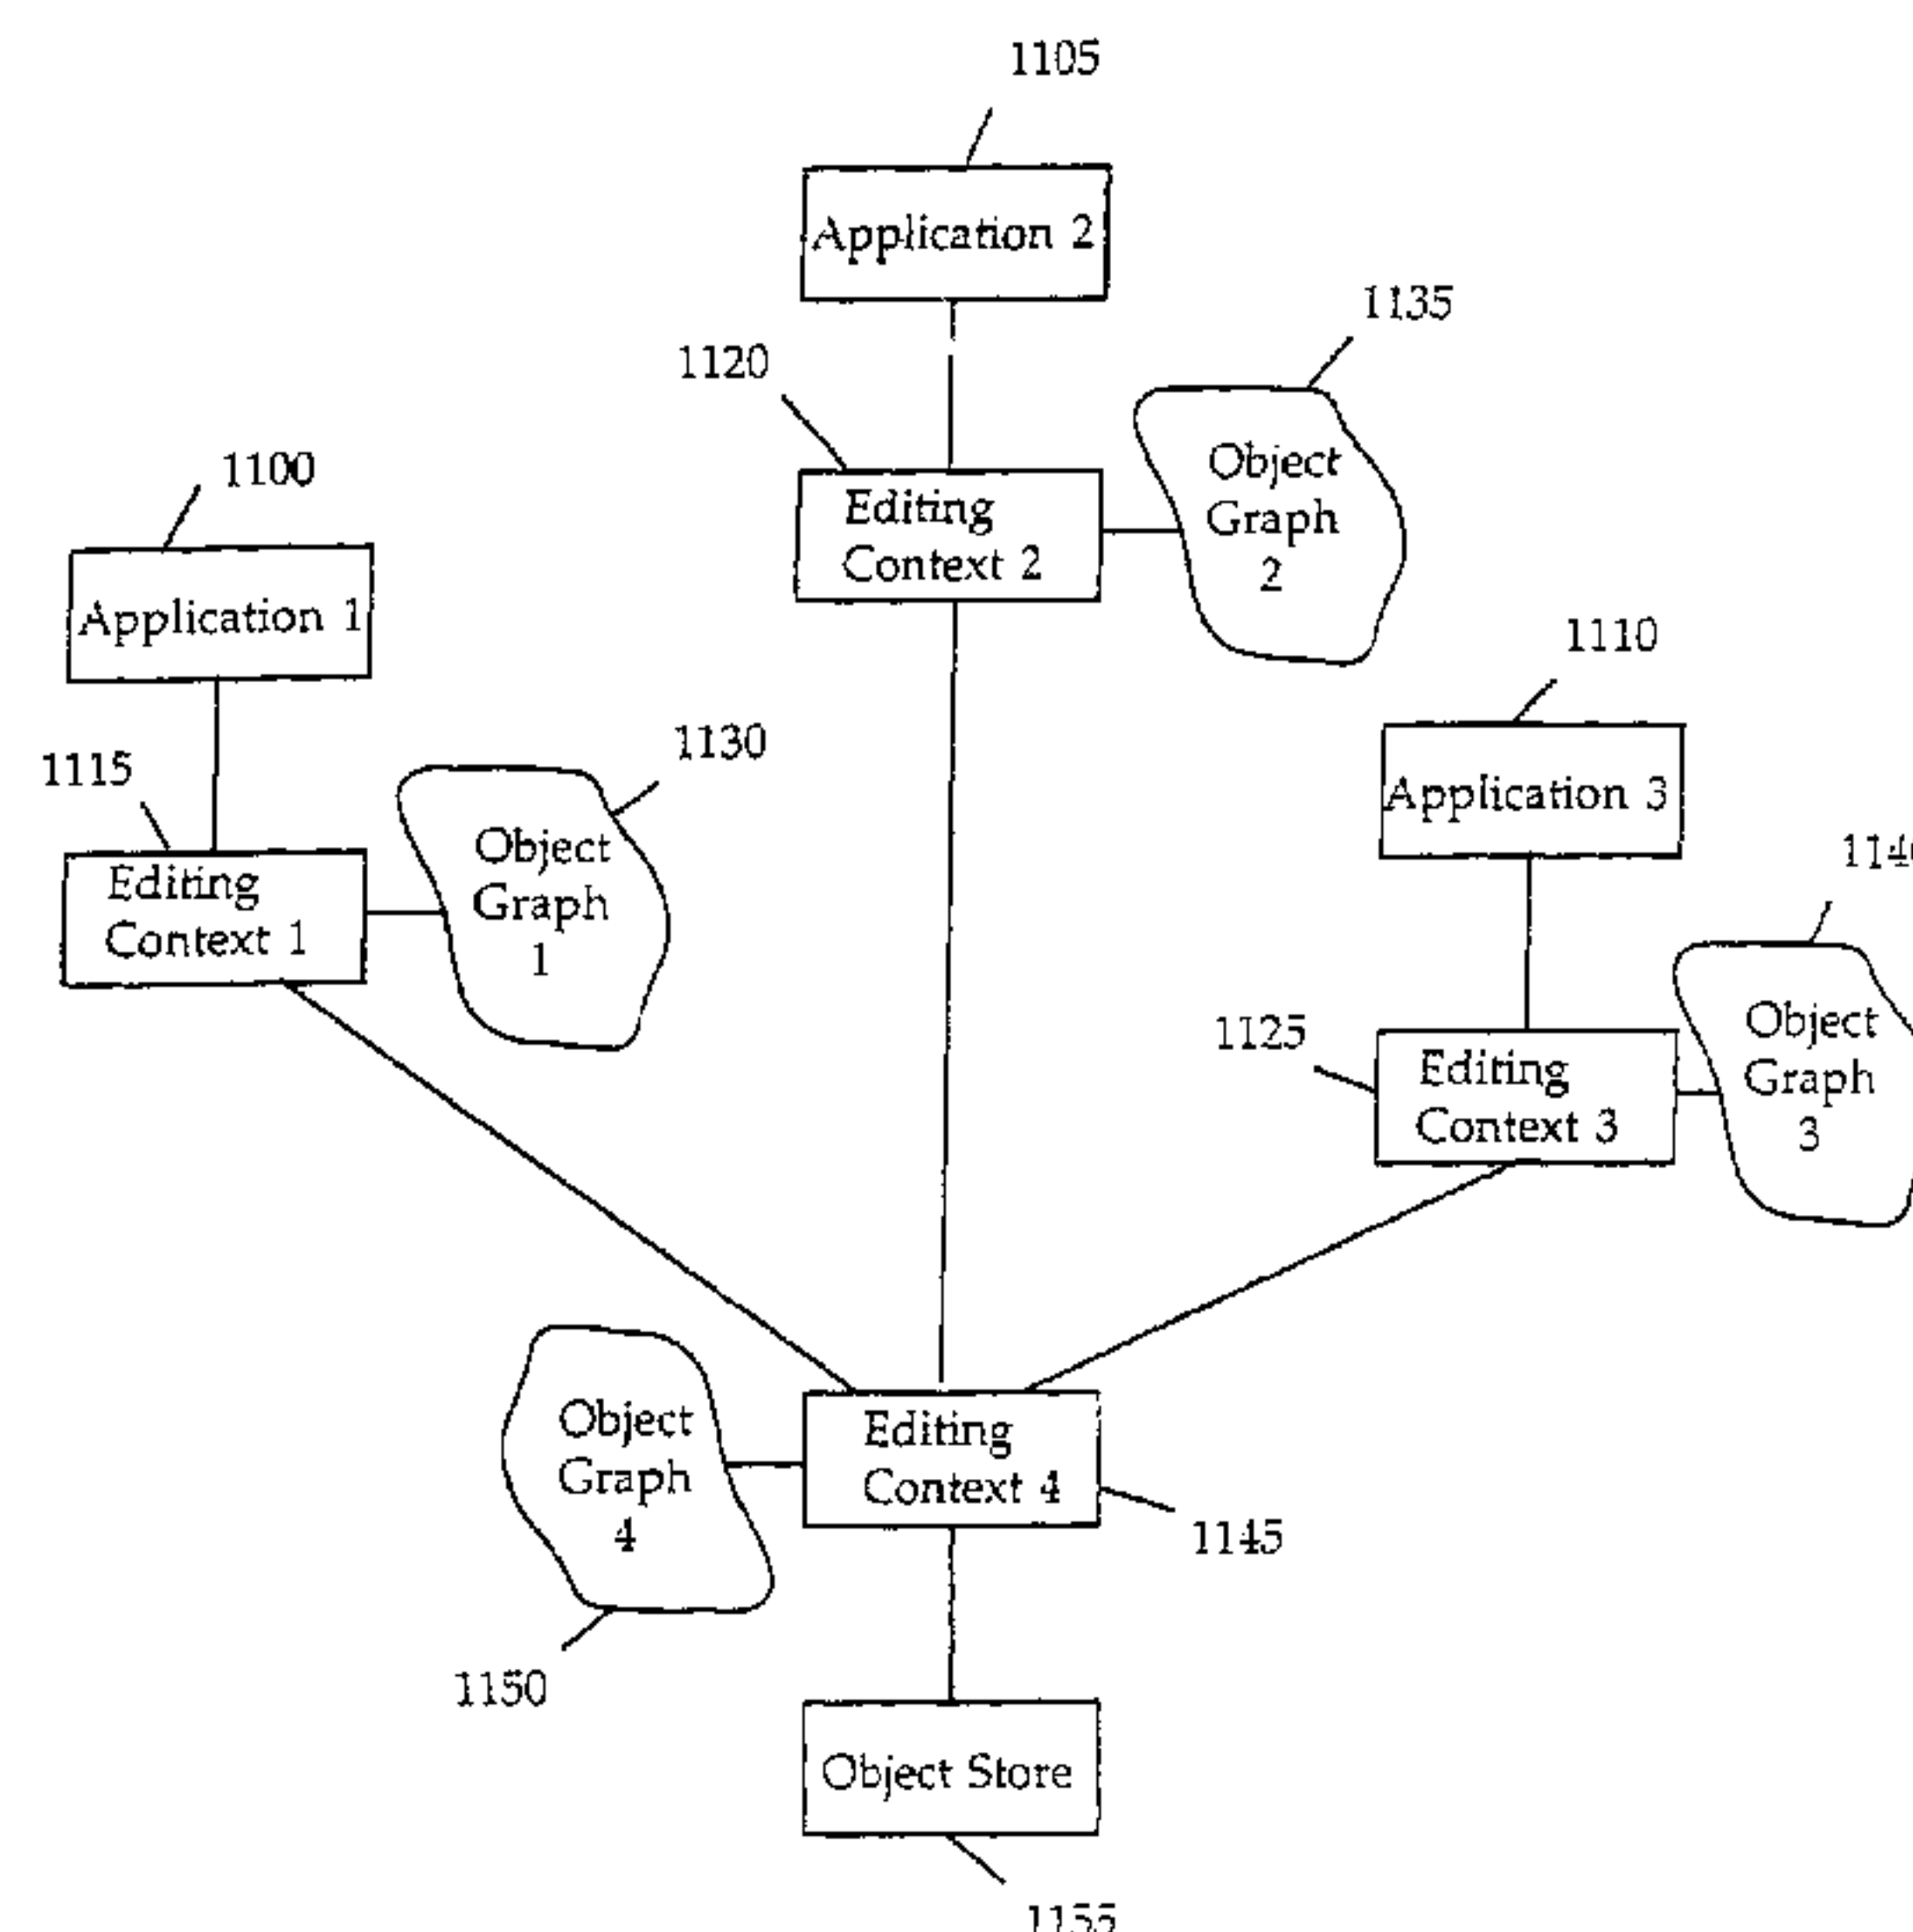 1105
Application 2
1135
1120
Object
Graph
2
Editing
Context 2
1100
Application 1
1110
1130
1115
Application 3
Object
Graph
1
Editing
Context 1
1125
Object
Graph
3
Editing
Context 3
Object
Graph
4
Editing
Context 4
1145
1150
Object Store
1155